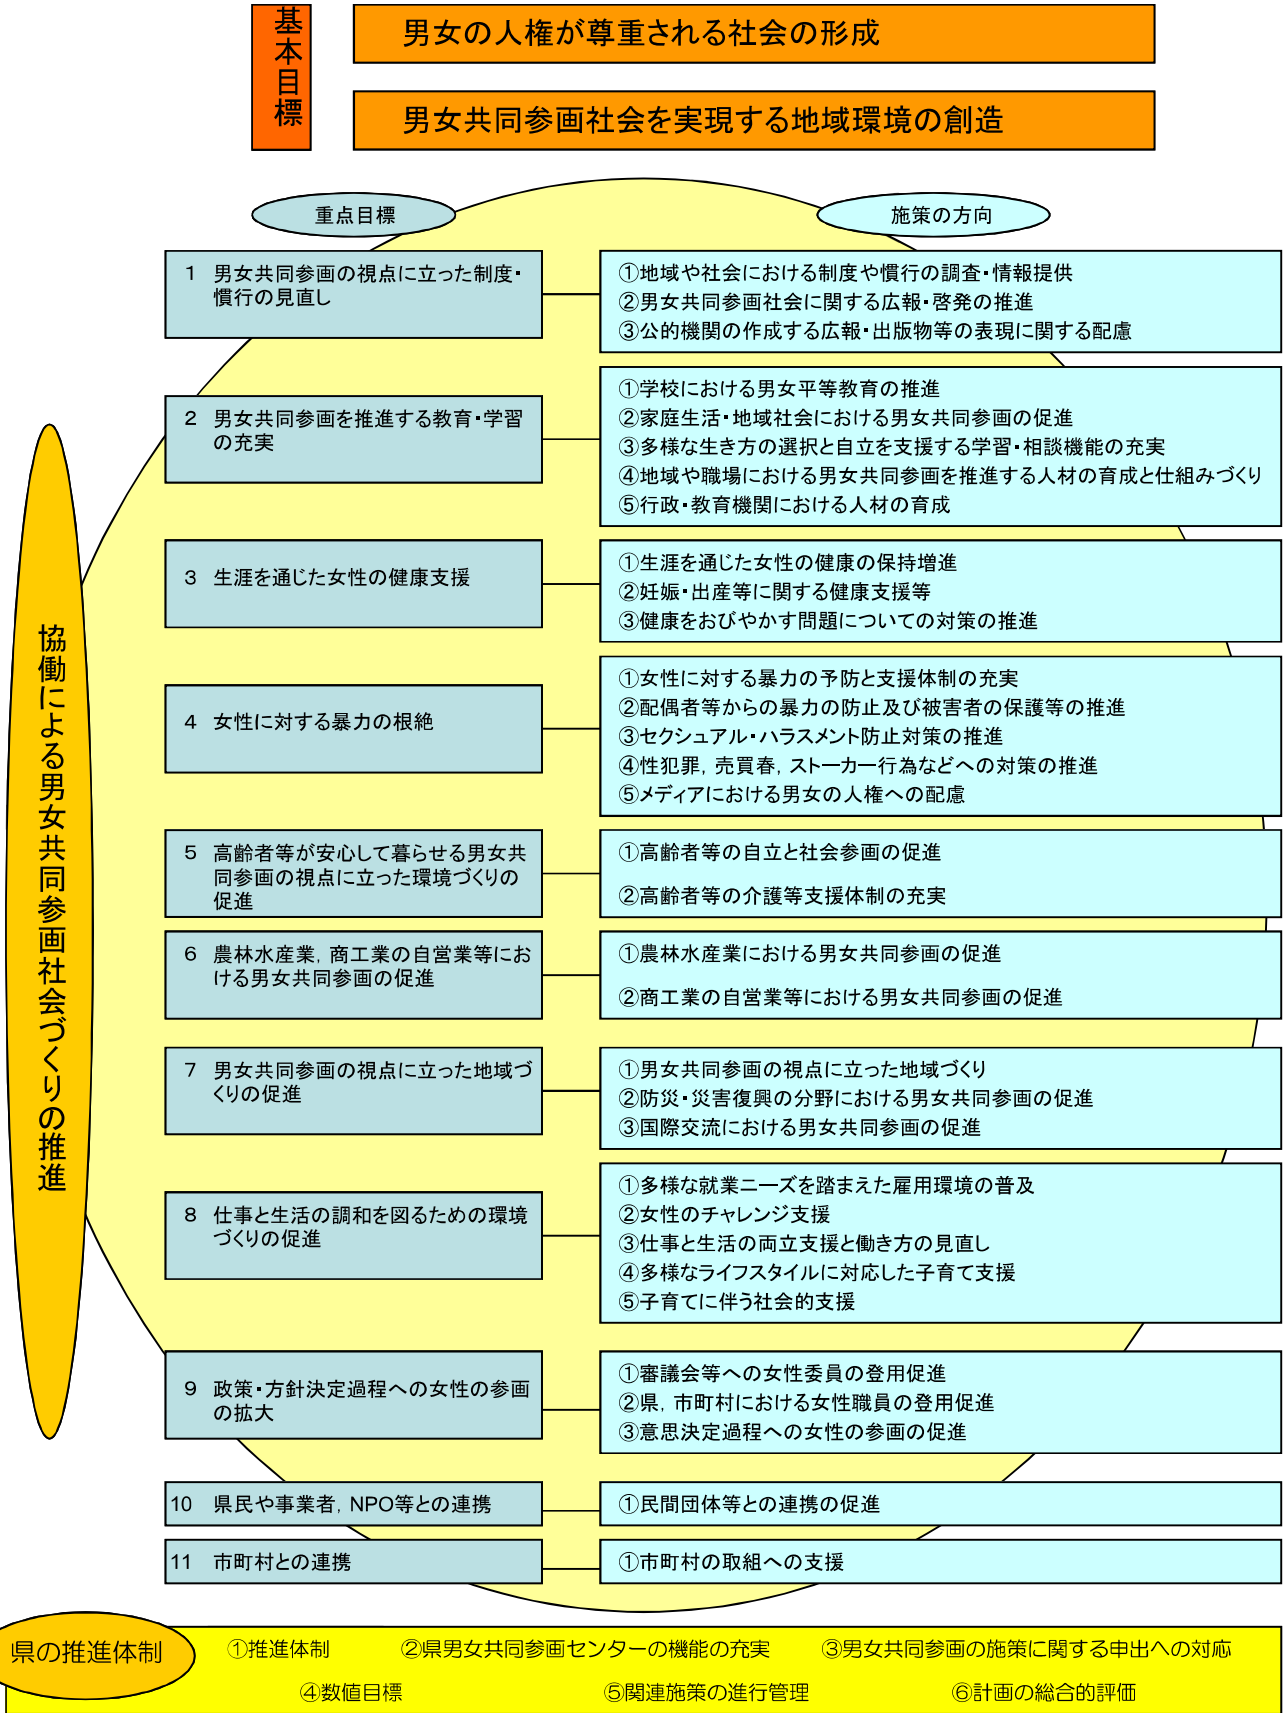 基本目標
男女の人権が尊重される社会の形成
男女共同参画社会を実現する地域環境の創造
重点目標
施策の方向
協働による男女共同参画社会づくりの推進
1 男女共同参画の視点に立った制度・
慣行の見直し
①地域や社会における制度や慣行の調査・情報提供
②男女共同参画社会に関する広報・啓発の推進
③公的機関の作成する広報・出版物等の表現に関する配慮
2 男女共同参画を推進する教育・学習
の充実
①学校における男女平等教育の推進
②家庭生活・地域社会における男女共同参画の促進
③多様な生き方の選択と自立を支援する学習・相談機能の充実
④地域や職場における男女共同参画を推進する人材の育成と仕組みづくり
⑤行政・教育機関における人材の育成
3 生涯を通じた女性の健康支援
①生涯を通じた女性の健康の保持増進
②妊娠・出産等に関する健康支援等
③健康をおびやかす問題についての対策の推進
4 女性に対する暴力の根絶
①女性に対する暴力の予防と支援体制の充実
②配偶者等からの暴力の防止及び被害者の保護等の推進
③セクシュアル・ハラスメント防止対策の推進
④性犯罪，売買春，ストーカー行為などへの対策の推進
⑤メディアにおける男女の人権への配慮
5 高齢者等が安心して暮らせる男女共
同参画の視点に立った環境づくりの
促進
①高齢者等の自立と社会参画の促進
②高齢者等の介護等支援体制の充実
6 農林水産業，商工業の自営業等にお
ける男女共同参画の促進
①農林水産業における男女共同参画の促進
②商工業の自営業等における男女共同参画の促進
7 男女共同参画の視点に立った地域づ
くりの促進
①男女共同参画の視点に立った地域づくり
②防災・災害復興の分野における男女共同参画の促進
③国際交流における男女共同参画の促進
8 仕事と生活の調和を図るための環境
づくりの促進
①多様な就業ニーズを踏まえた雇用環境の普及
②女性のチャレンジ支援
③仕事と生活の両立支援と働き方の見直し
④多様なライフスタイルに対応した子育て支援
⑤子育てに伴う社会的支援
9 政策・方針決定過程への女性の参画
の拡大
①審議会等への女性委員の登用促進
②県，市町村における女性職員の登用促進
③意思決定過程への女性の参画の促進
10 県民や事業者，NPO等との連携
①民間団体等との連携の促進
11 市町村との連携
①市町村の取組への支援
県の推進体制
①推進体制 ②県男女共同参画センターの機能の充実 ③男女共同参画の施策に関する申出への対応
④数値目標 ⑤関連施策の進行管理 ⑥計画の総合的評価